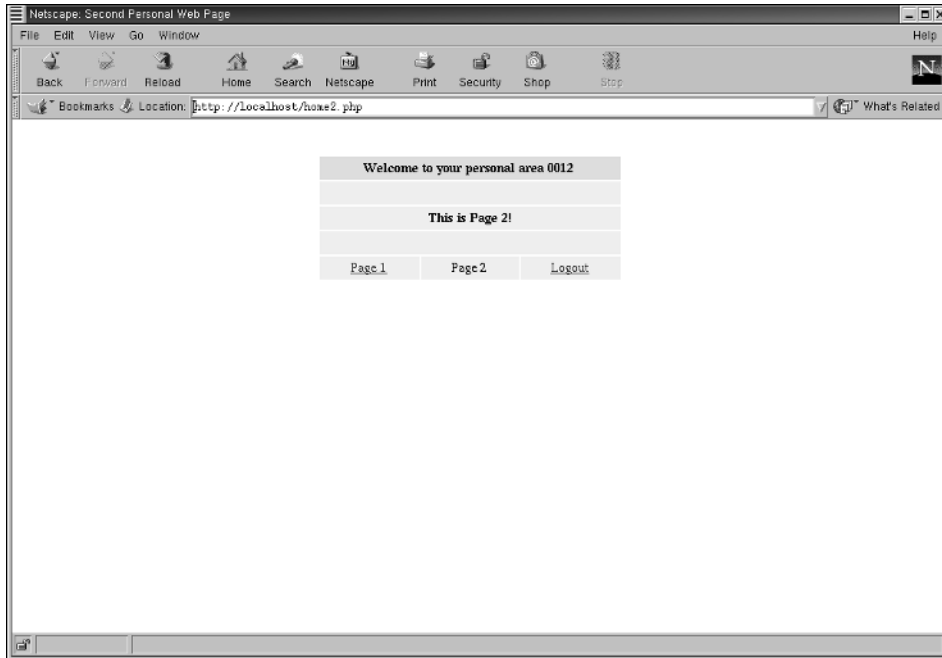 Netscape: Second Personal Web Page
File Edit View Go Window Help
Back Forward Reload Home Search Netscape Print Security Shop Stop
N
Bookmarks Location: http://localhost/home2.php What's Related
Welcome to your personal area 0012
This is Page 2!
Page 1 Page 2 Logout